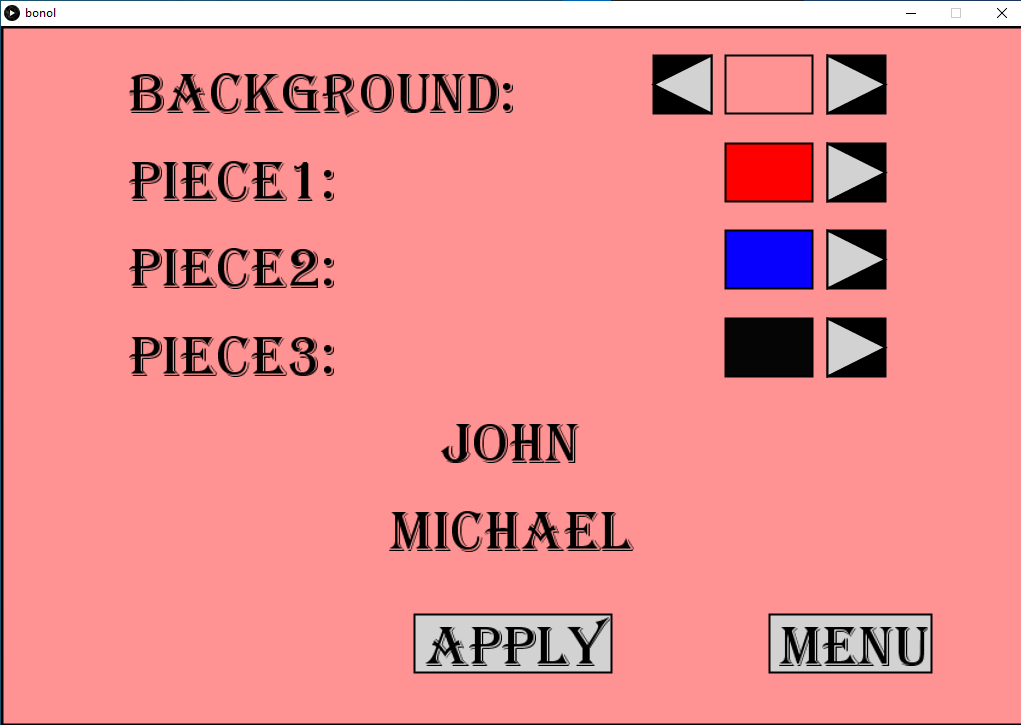 bonol
BACKGROUND:
PIECE1:
PIECE2:
PIECE3:
JOHN
MICHAEL
APPLY
MENU